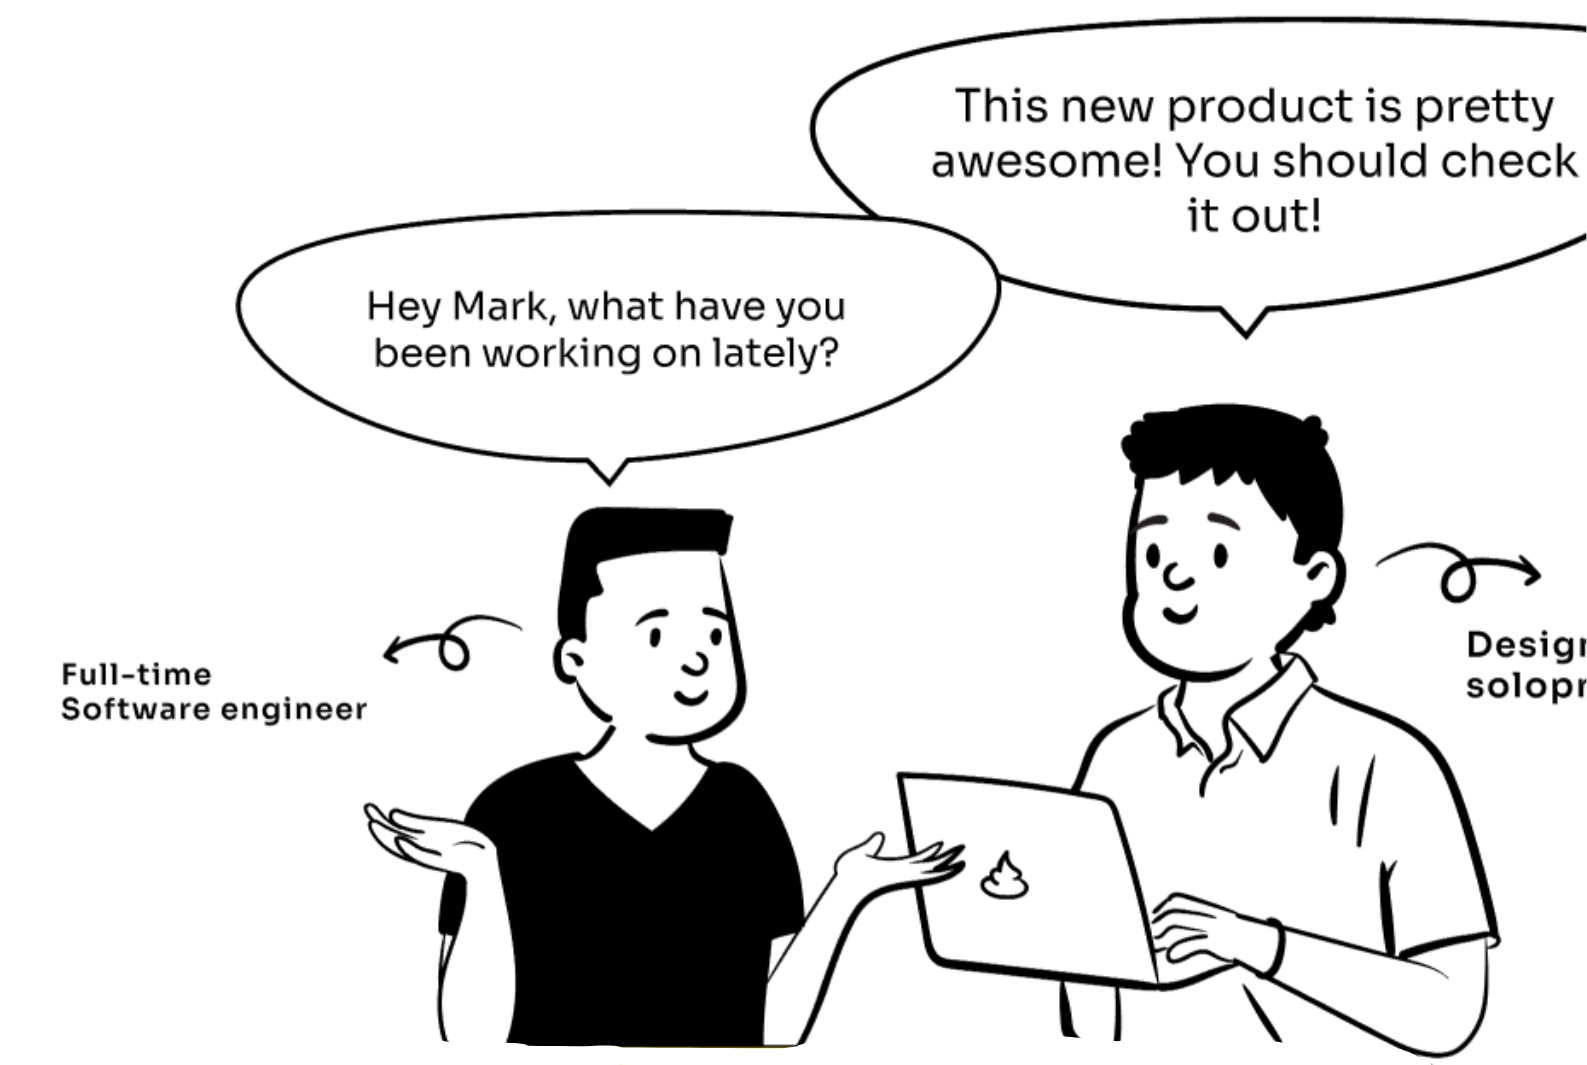 This new product is pretty
awesome! You should check
it out!
Hey Mark, what have you
been working on lately?
Full-time
Software engineer